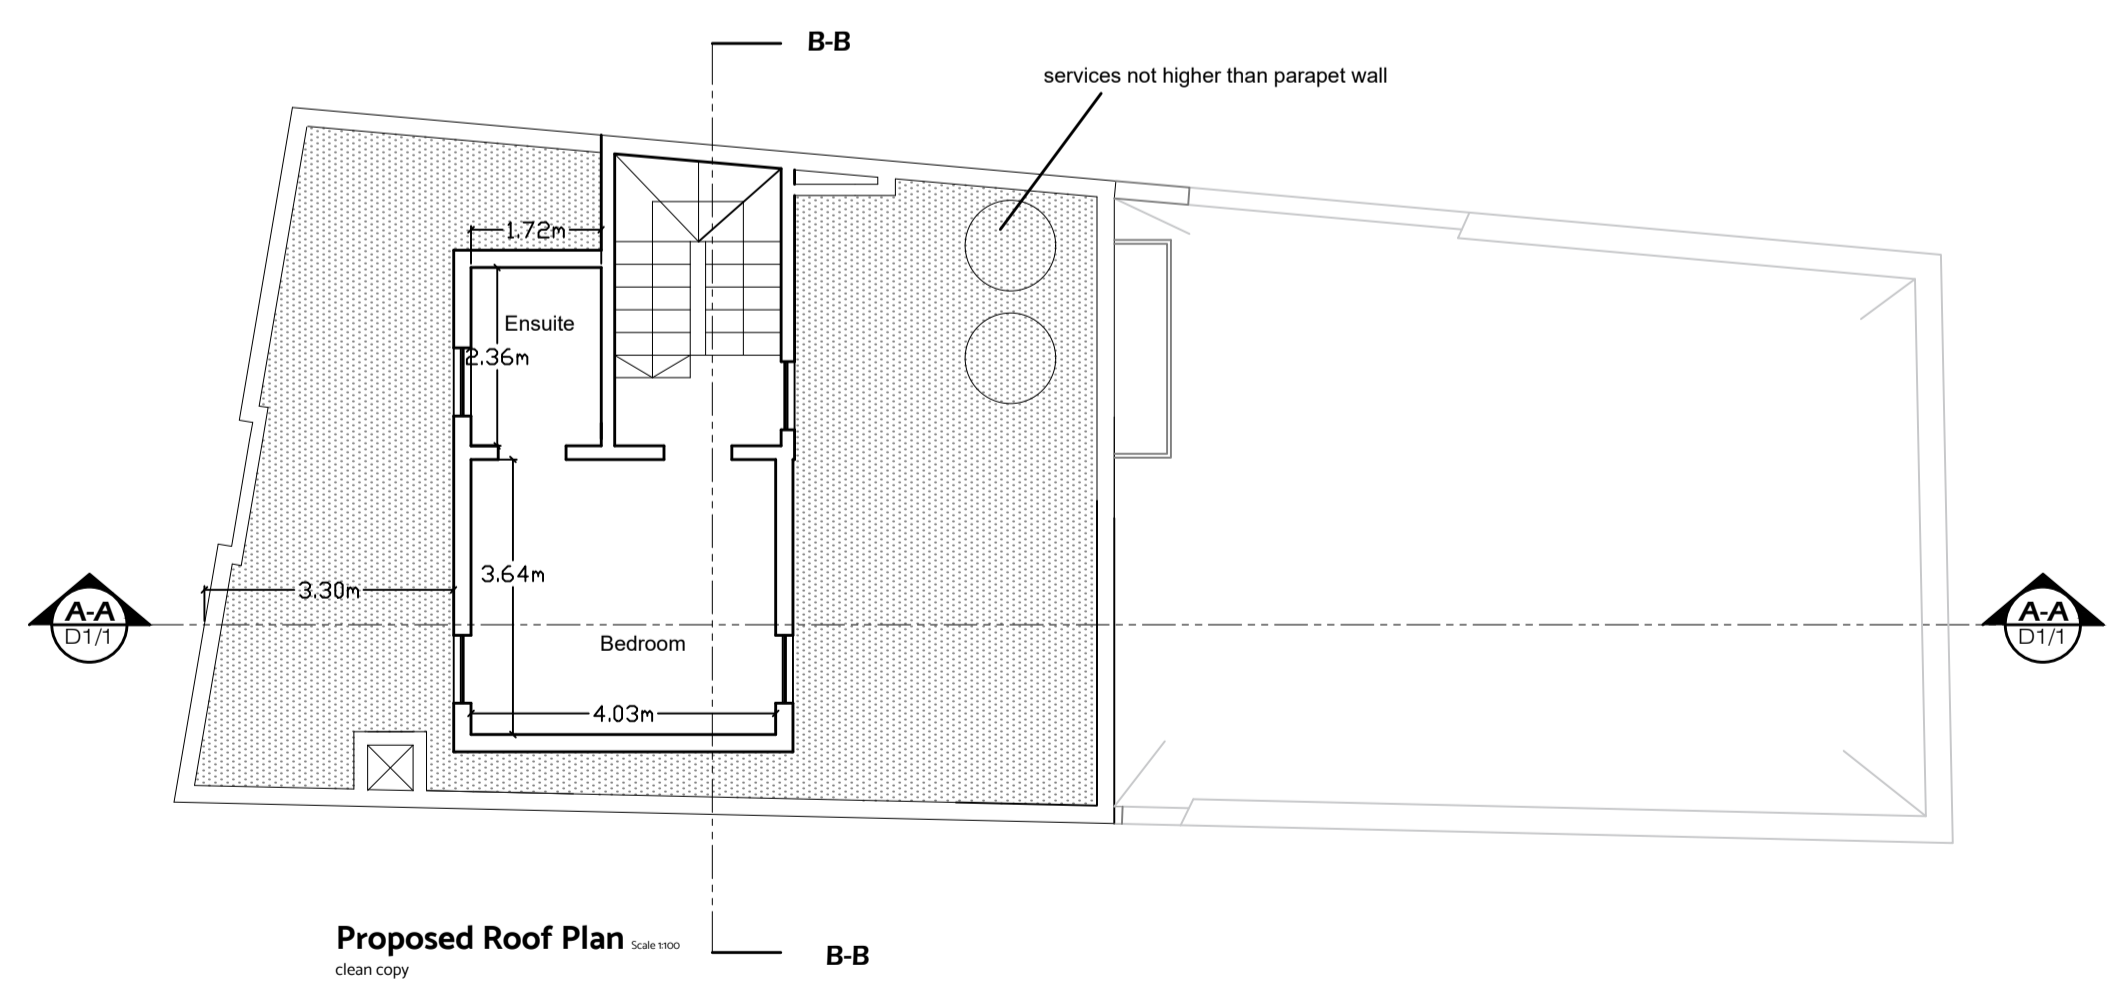 B-B
services not higher than parapet wall
1.72m
Ensuite
2.36m
3.64m
3.30m
A-A
D1/1
A-A
D1/1
Bedroom
4.03m
Proposed Roof Plan Scale 1:100
clean copy
B-B